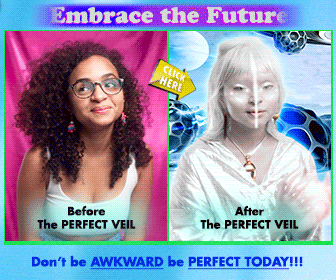 Embrace the Future
CLICK
HERE
Before
The PERFECT VEIL
After
The PERFECT VEIL
Don't be AWKWARD be PERFECT TODAY!!!